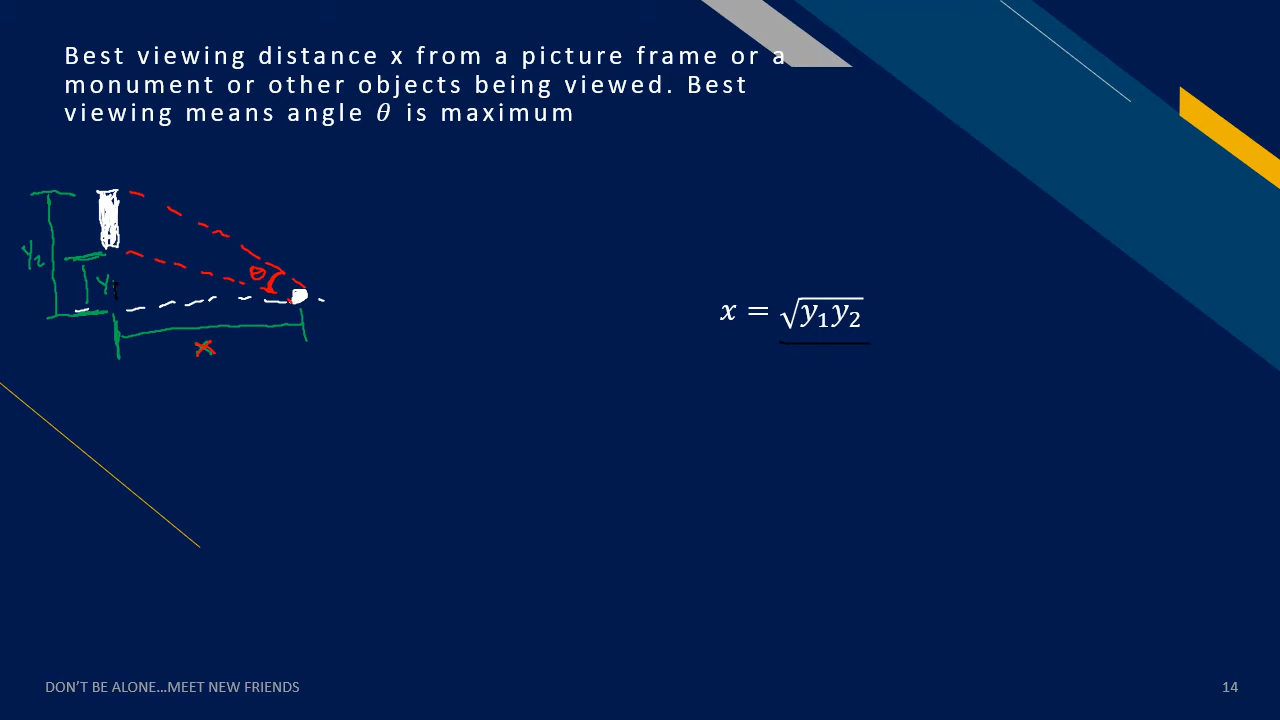 Best viewing distance x from a picture frame or a
monument or other objects being viewed. Best
viewing means angle θ is maximum
y₂
y₁
θ
x
x = √y₁y₂
DON'T BE ALONE…MEET NEW FRIENDS
14